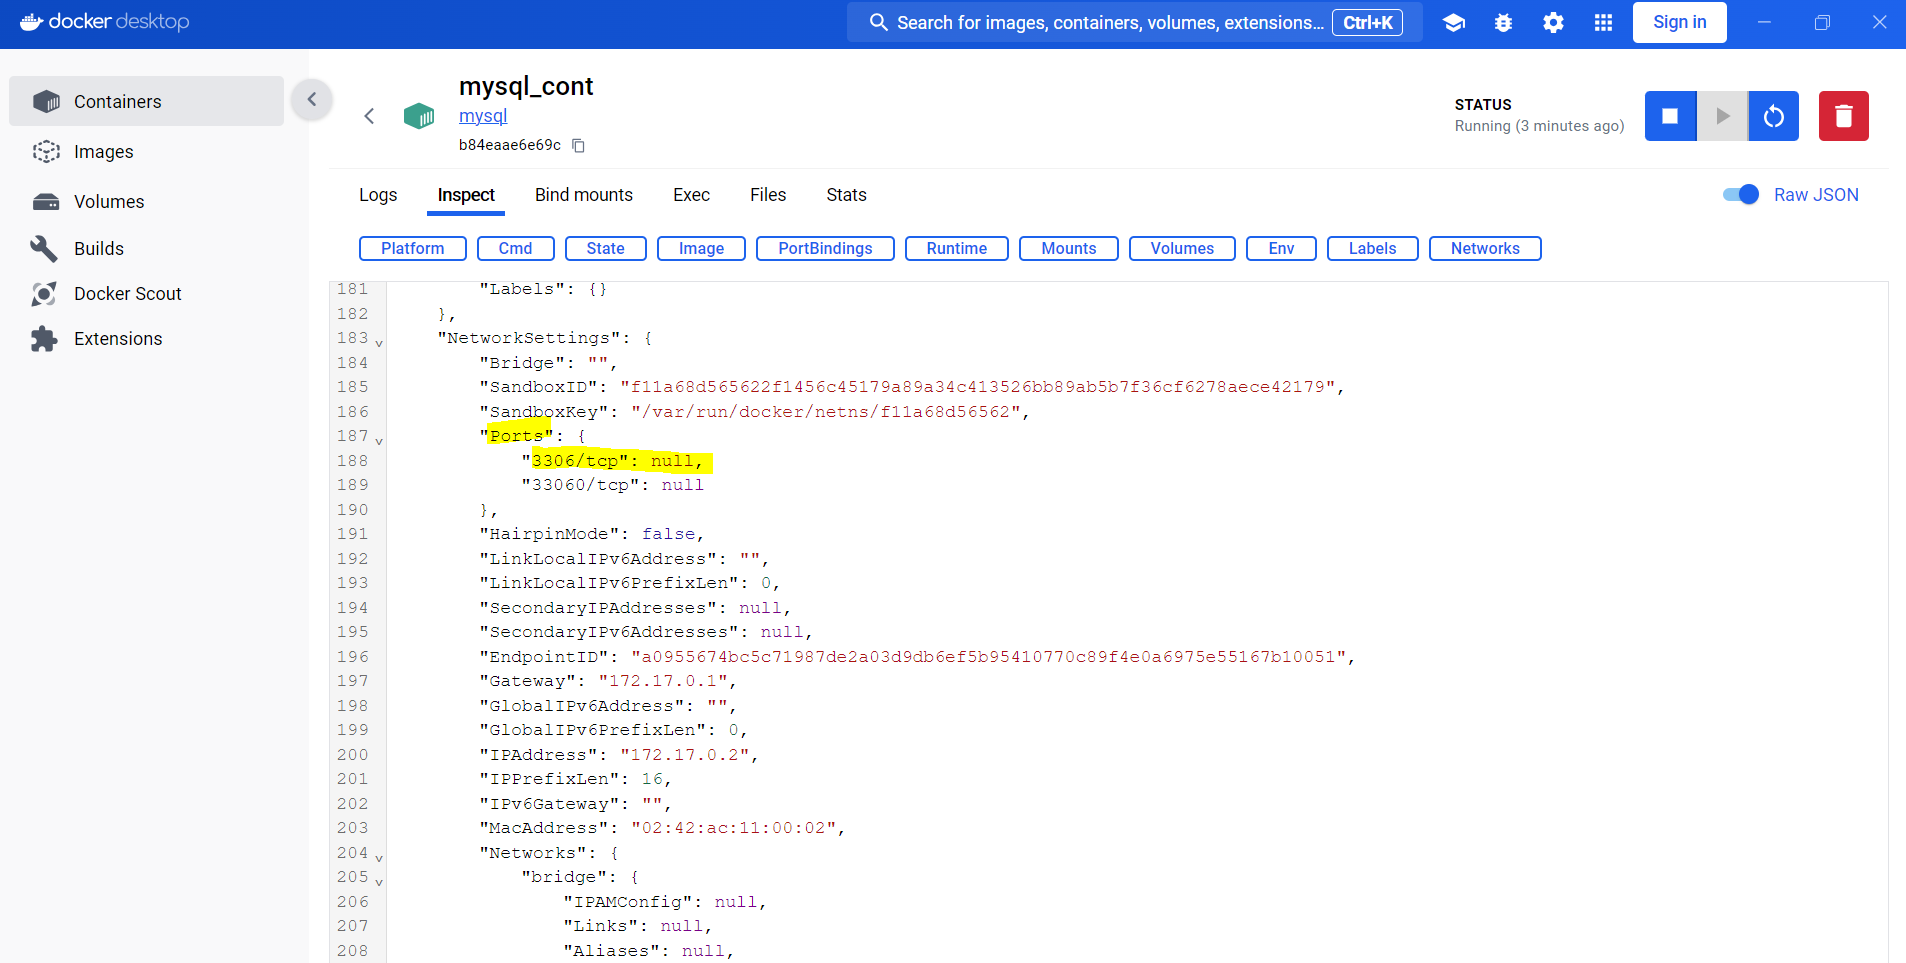 docker desktop
Search for images, containers, volumes, extensions... Ctrl+K
Sign in
Containers
Images
Volumes
Builds
Docker Scout
Extensions
mysql_cont
mysql
b84eaae6e69c
STATUS
Running (3 minutes ago)
Logs Inspect Bind mounts Exec Files Stats
Raw JSON
Platform Cmd State Image PortBindings Runtime Mounts Volumes Env Labels Networks
181 "Labels": {}
182 },
183 "NetworkSettings": {
184 "Bridge": "",
185 "SandboxID": "f11a68d565622f1456c45179a89a34c413526bb89ab5b7f36cf6278aece42179",
186 "SandboxKey": "/var/run/docker/netns/f11a68d56562",
187 "Ports": {
188 "3306/tcp": null,
189 "33060/tcp": null
190 },
191 "HairpinMode": false,
192 "LinkLocalIPv6Address": "",
193 "LinkLocalIPv6PrefixLen": 0,
194 "SecondaryIPAddresses": null,
195 "SecondaryIPv6Addresses": null,
196 "EndpointID": "a0955674bc5c71987de2a03d9db6ef5b95410770c89f4e0a6975e55167b10051",
197 "Gateway": "172.17.0.1",
198 "GlobalIPv6Address": "",
199 "GlobalIPv6PrefixLen": 0,
200 "IPAddress": "172.17.0.2",
201 "IPPrefixLen": 16,
202 "IPv6Gateway": "",
203 "MacAddress": "02:42:ac:11:00:02",
204 "Networks": {
205 "bridge": {
206 "IPAMConfig": null,
207 "Links": null,
208 "Aliases": null,